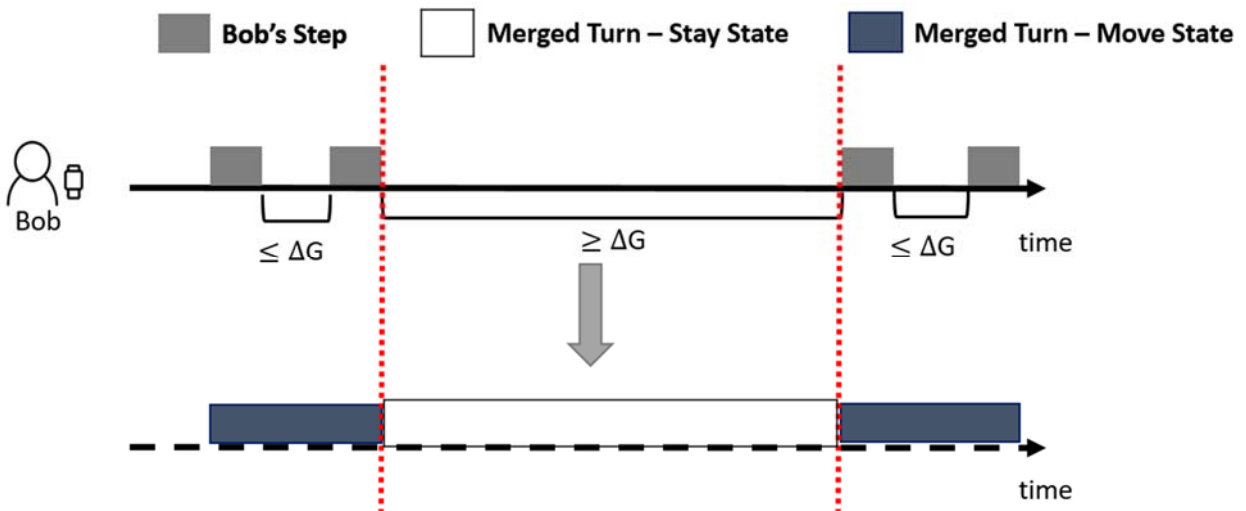 Bob's Step
Merged Turn – Stay State
Merged Turn – Move State
Bob
≤ ΔG
≥ ΔG
≤ ΔG
time
time